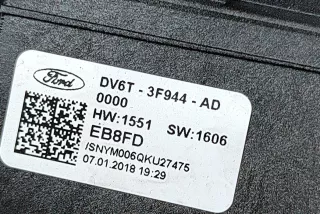 Ford
DV6T - 3F944 - AD
0000
HW:1551 SW:1606
EB8FD
/SNYM006QKU27475
07.01.2018 19:29